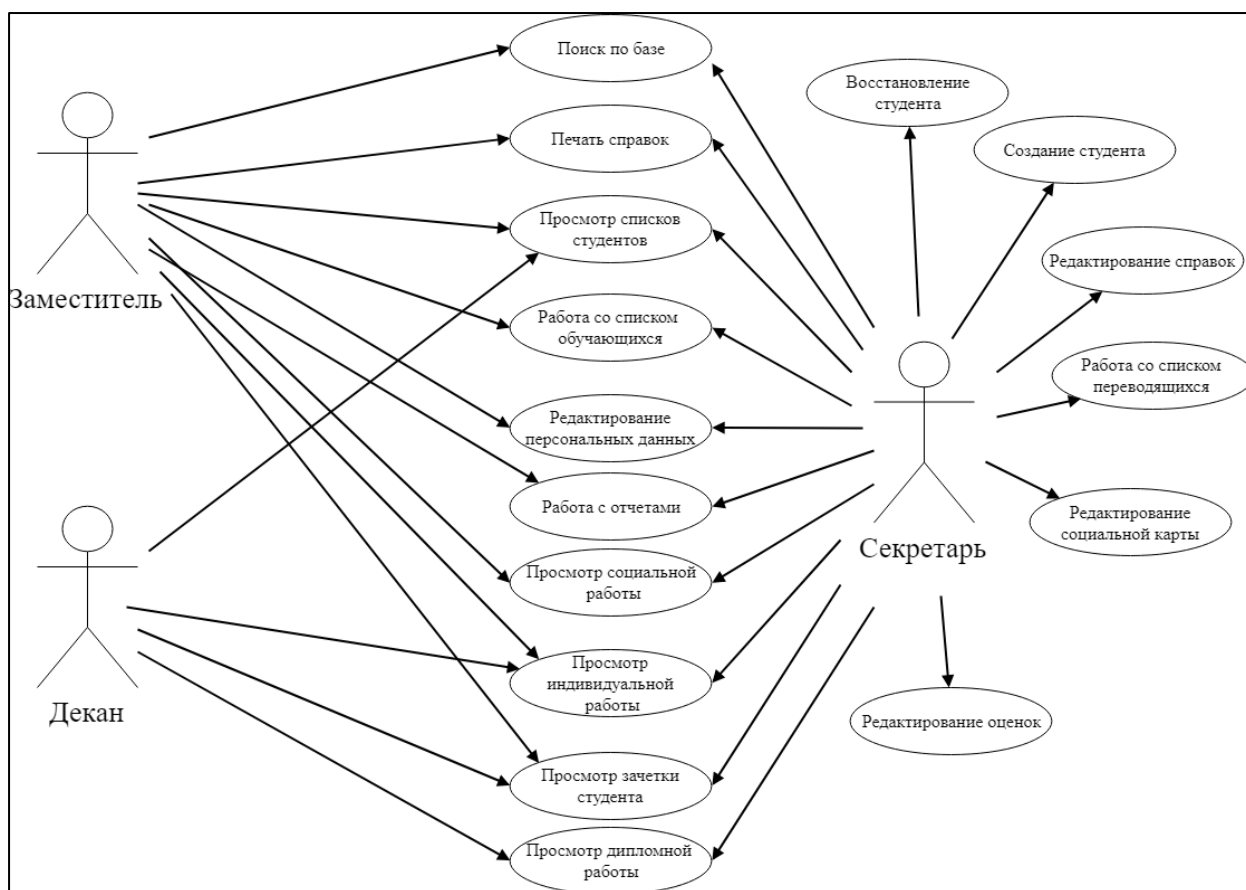 Поиск по базе
Восстановление
студента
Печать справок
Создание студента
Просмотр списков
студентов
Редактирование справок
Заместитель
Работа со списком
обучающихся
Работа со списком
переводящихся
Редактирование
персональных данных
Работа с отчетами
Редактирование
социальной карты
Секретарь
Просмотр социальной
работы
Просмотр
индивидуальной
работы
Декан
Редактирование оценок
Просмотр зачетки
студента
Просмотр дипломной
работы